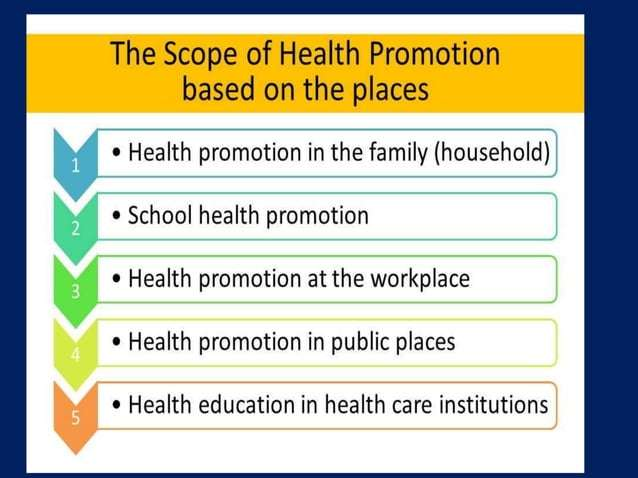 The Scope of Health Promotion
based on the places
1
• Health promotion in the family (household)
2
• School health promotion
3
• Health promotion at the workplace
4
• Health promotion in public places
5
• Health education in health care institutions